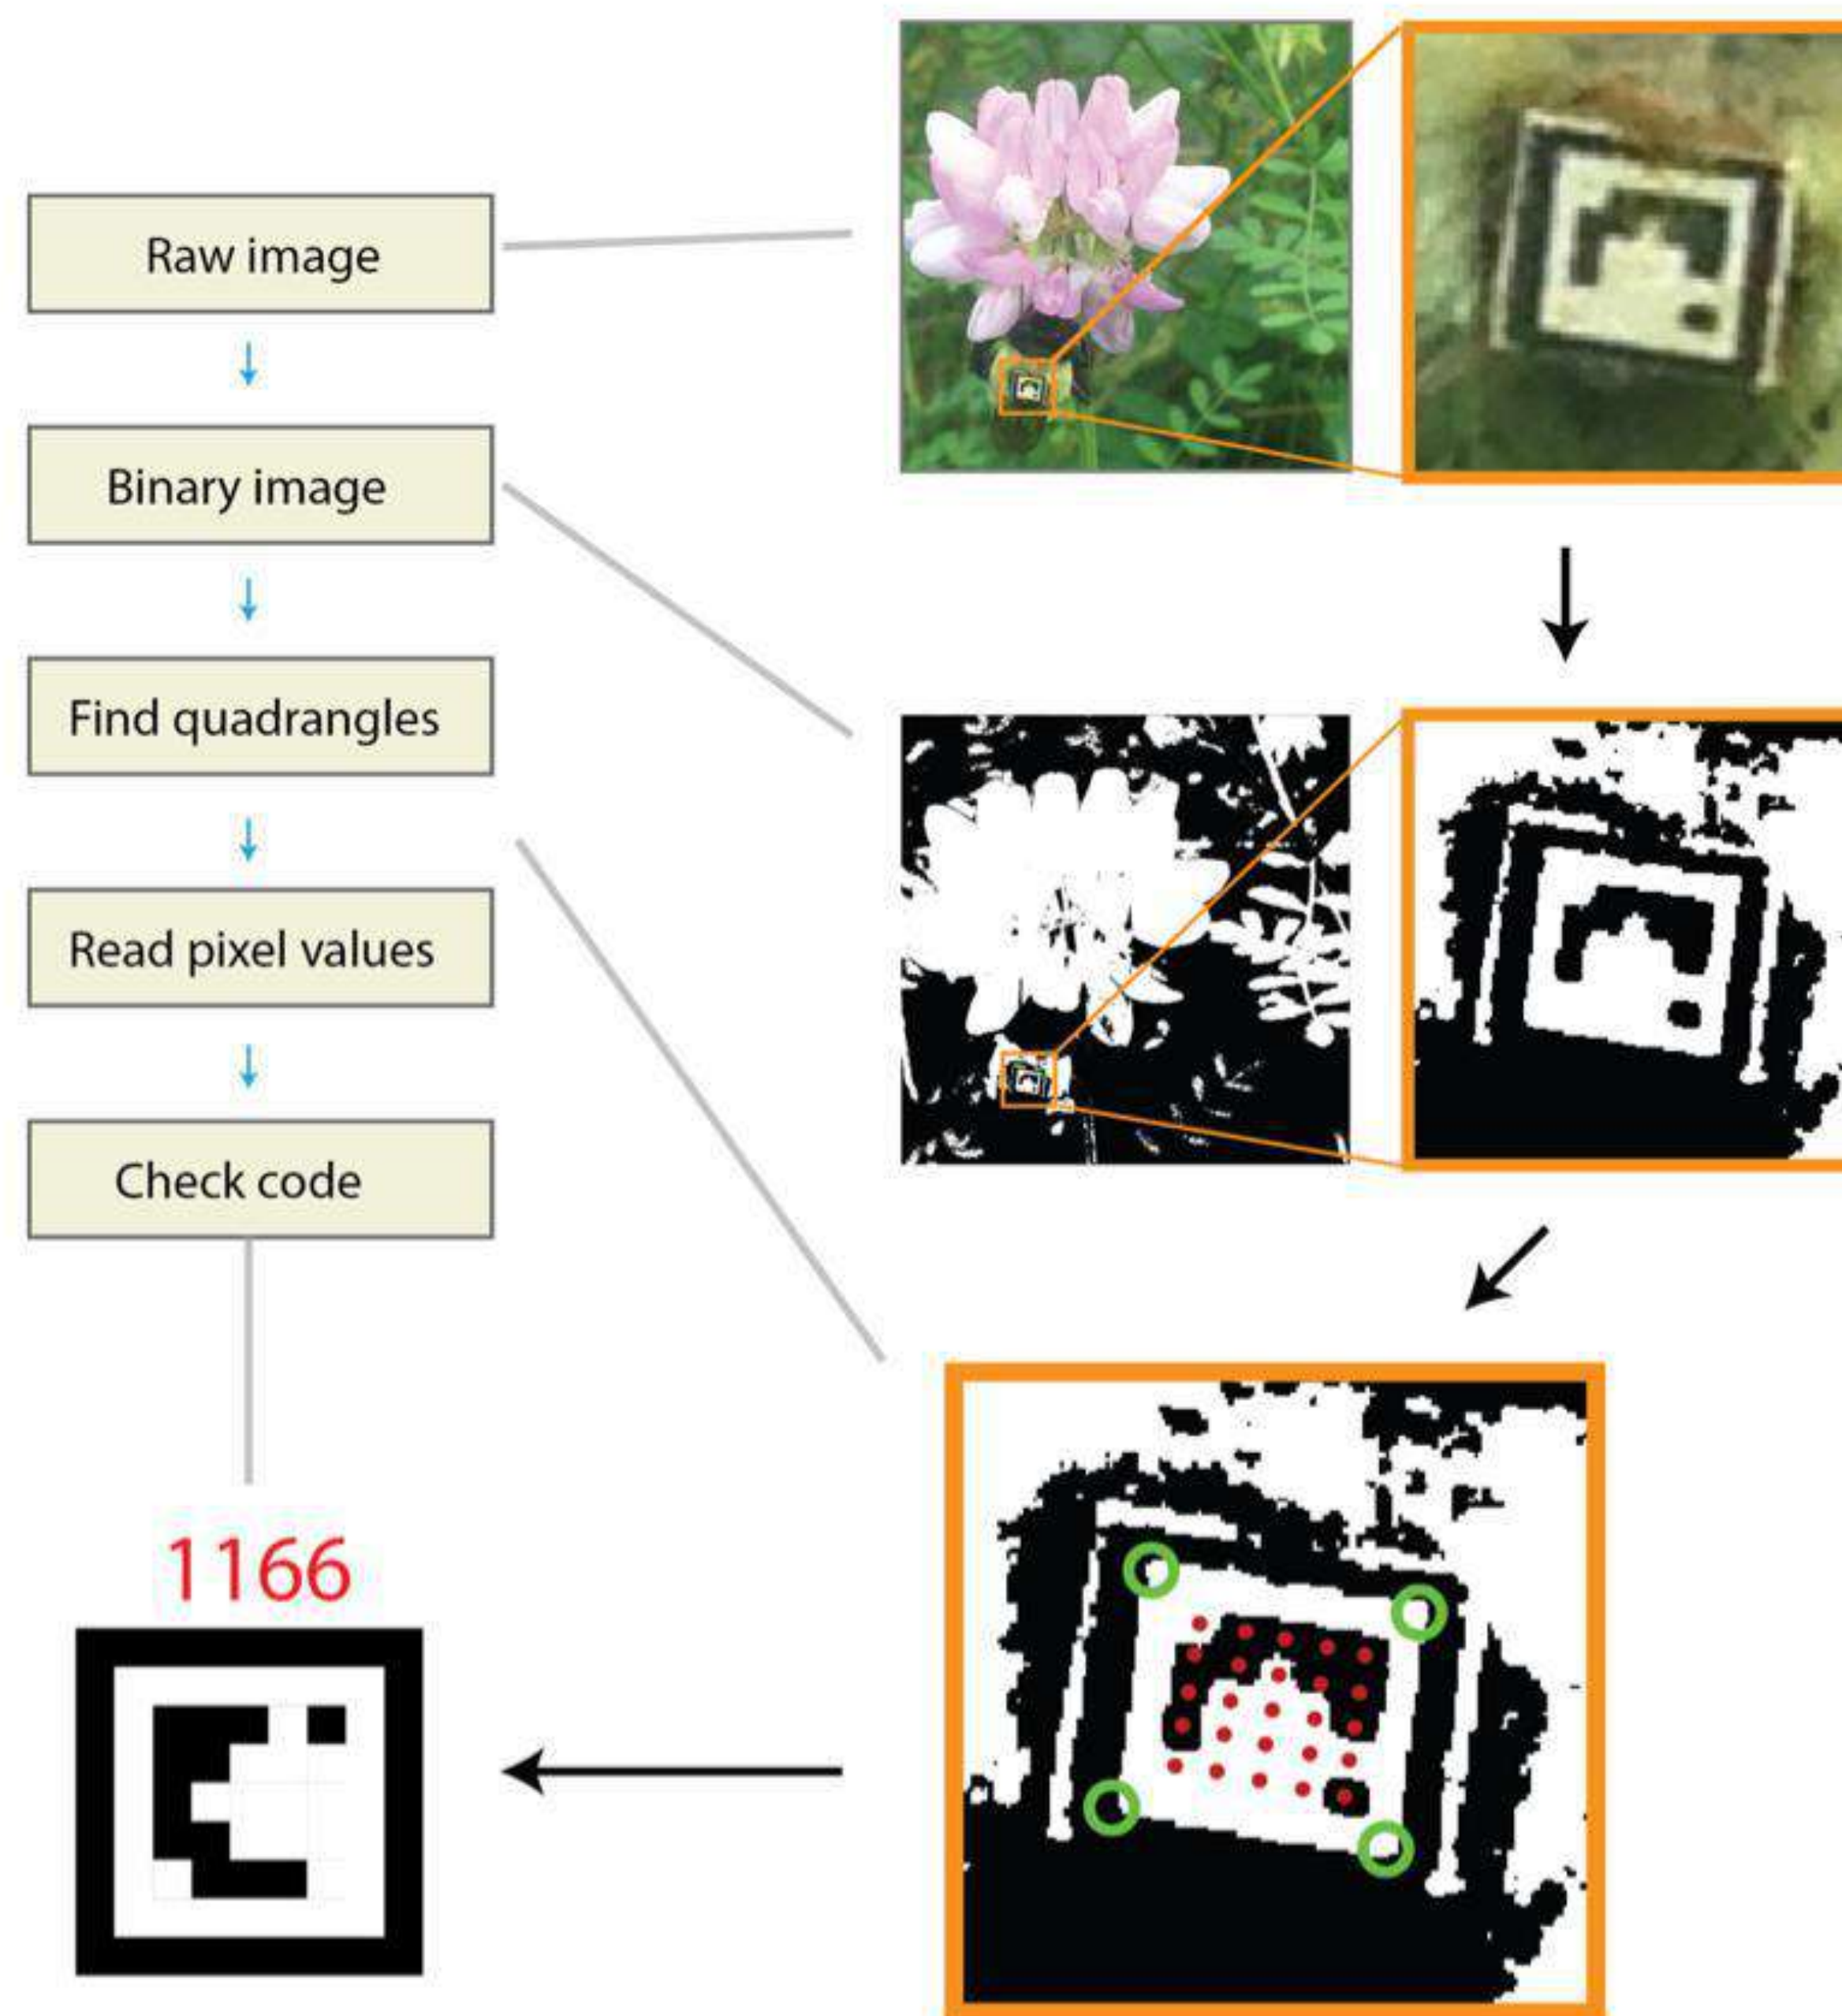 Raw image
Binary image
Find quadrangles
Read pixel values
Check code
1166